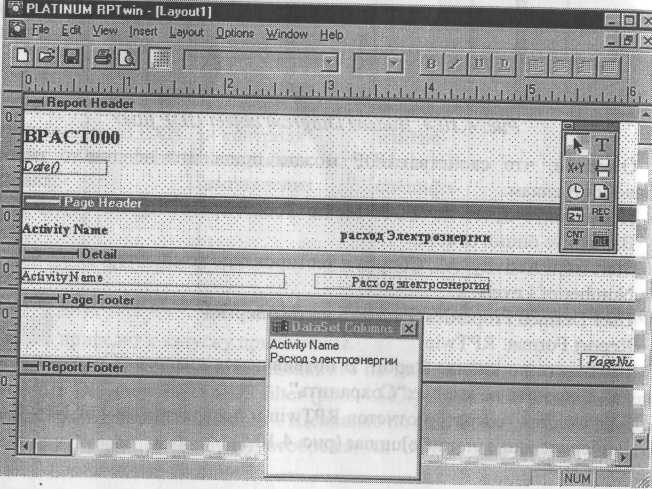 PLATINUM RPTwin - [Layout1]
File Edit View Insert Layout Options Window Help
B I U D
0 1 2 3 4 5 6
Report Header
BPACT000
Date()
Page Header
Activity Name расход Электроэнергии
Detail
Activity Name Расход электроэнергии
Page Footer
PageNu
Report Footer
DataSet Columns
Activity Name
Расход электроэнергии
T
X+Y
REC
CNT
NUM